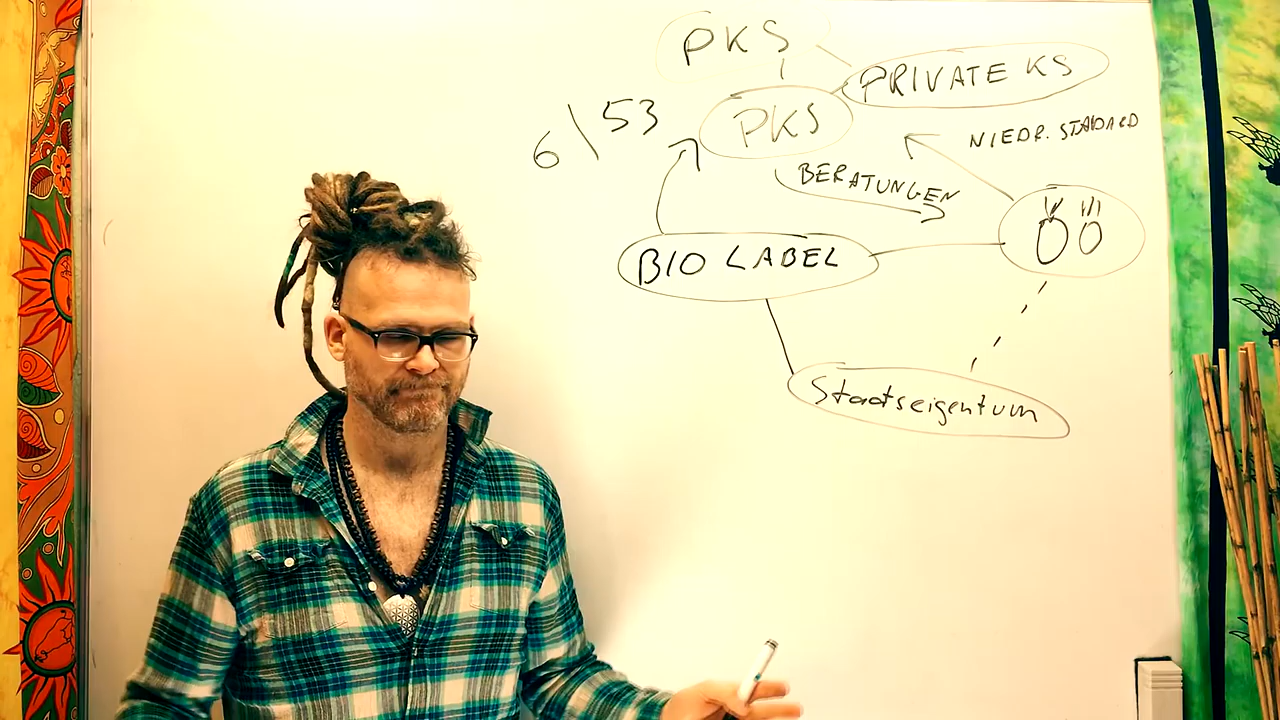 PKS
PRIVATE KS
6\53
PKS
NIEDR. STANDARD
BERATUNGEN
BIO LABEL
Staatseigentum